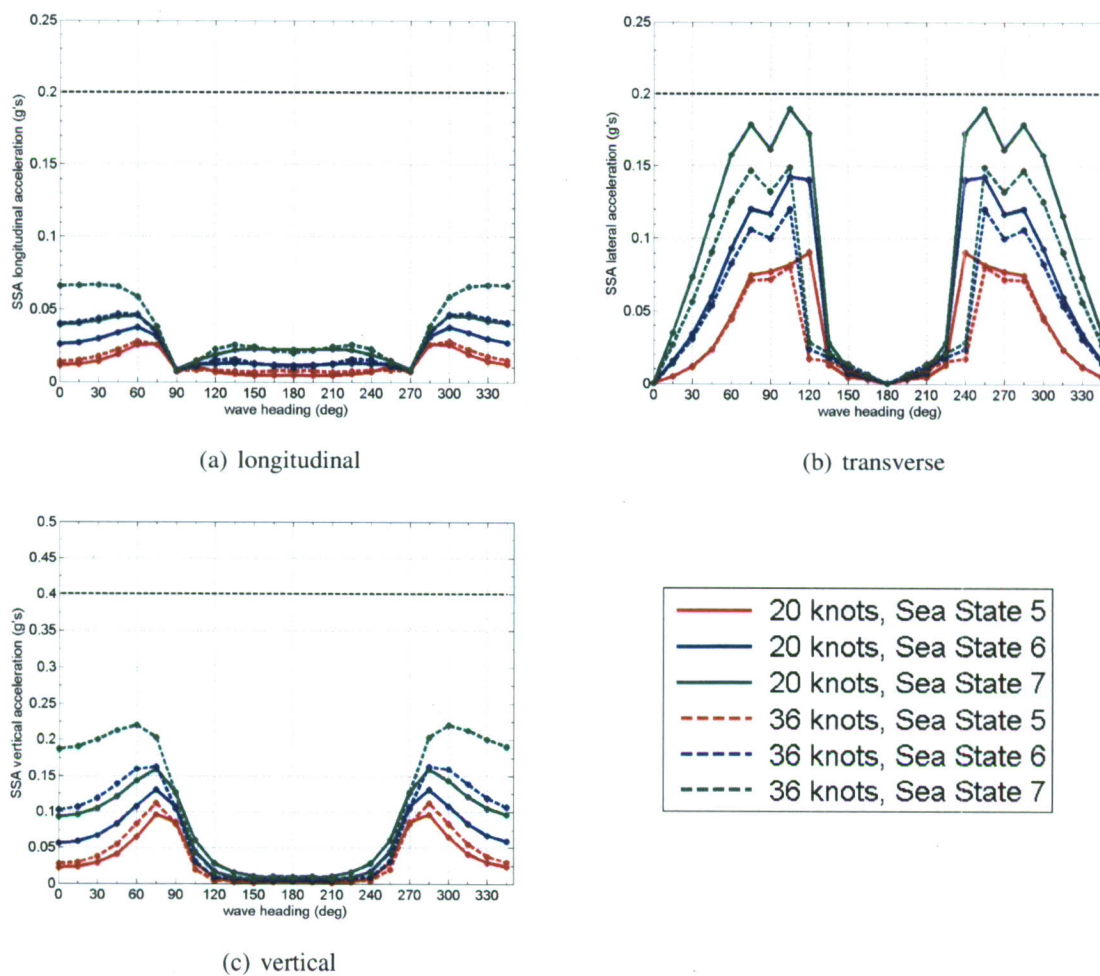 0.25
0.2
0.15
0.1
0.05
0
SSA longitudinal acceleration (g's)
0 30 60 90 120 150 180 210 240 270 300 330
wave heading (deg)
(a) longitudinal
0.25
0.2
0.15
0.1
0.05
0
SSA lateral acceleration (g's)
0 30 60 90 120 150 180 210 240 270 300 330
wave heading (deg)
(b) transverse
0.5
0.45
0.4
0.35
0.3
0.25
0.2
0.15
0.1
0.05
0
SSA vertical acceleration (g's)
0 30 60 90 120 150 180 210 240 270 300 330
wave heading (deg)
(c) vertical
20 knots, Sea State 5
20 knots, Sea State 6
20 knots, Sea State 7
36 knots, Sea State 5
36 knots, Sea State 6
36 knots, Sea State 7